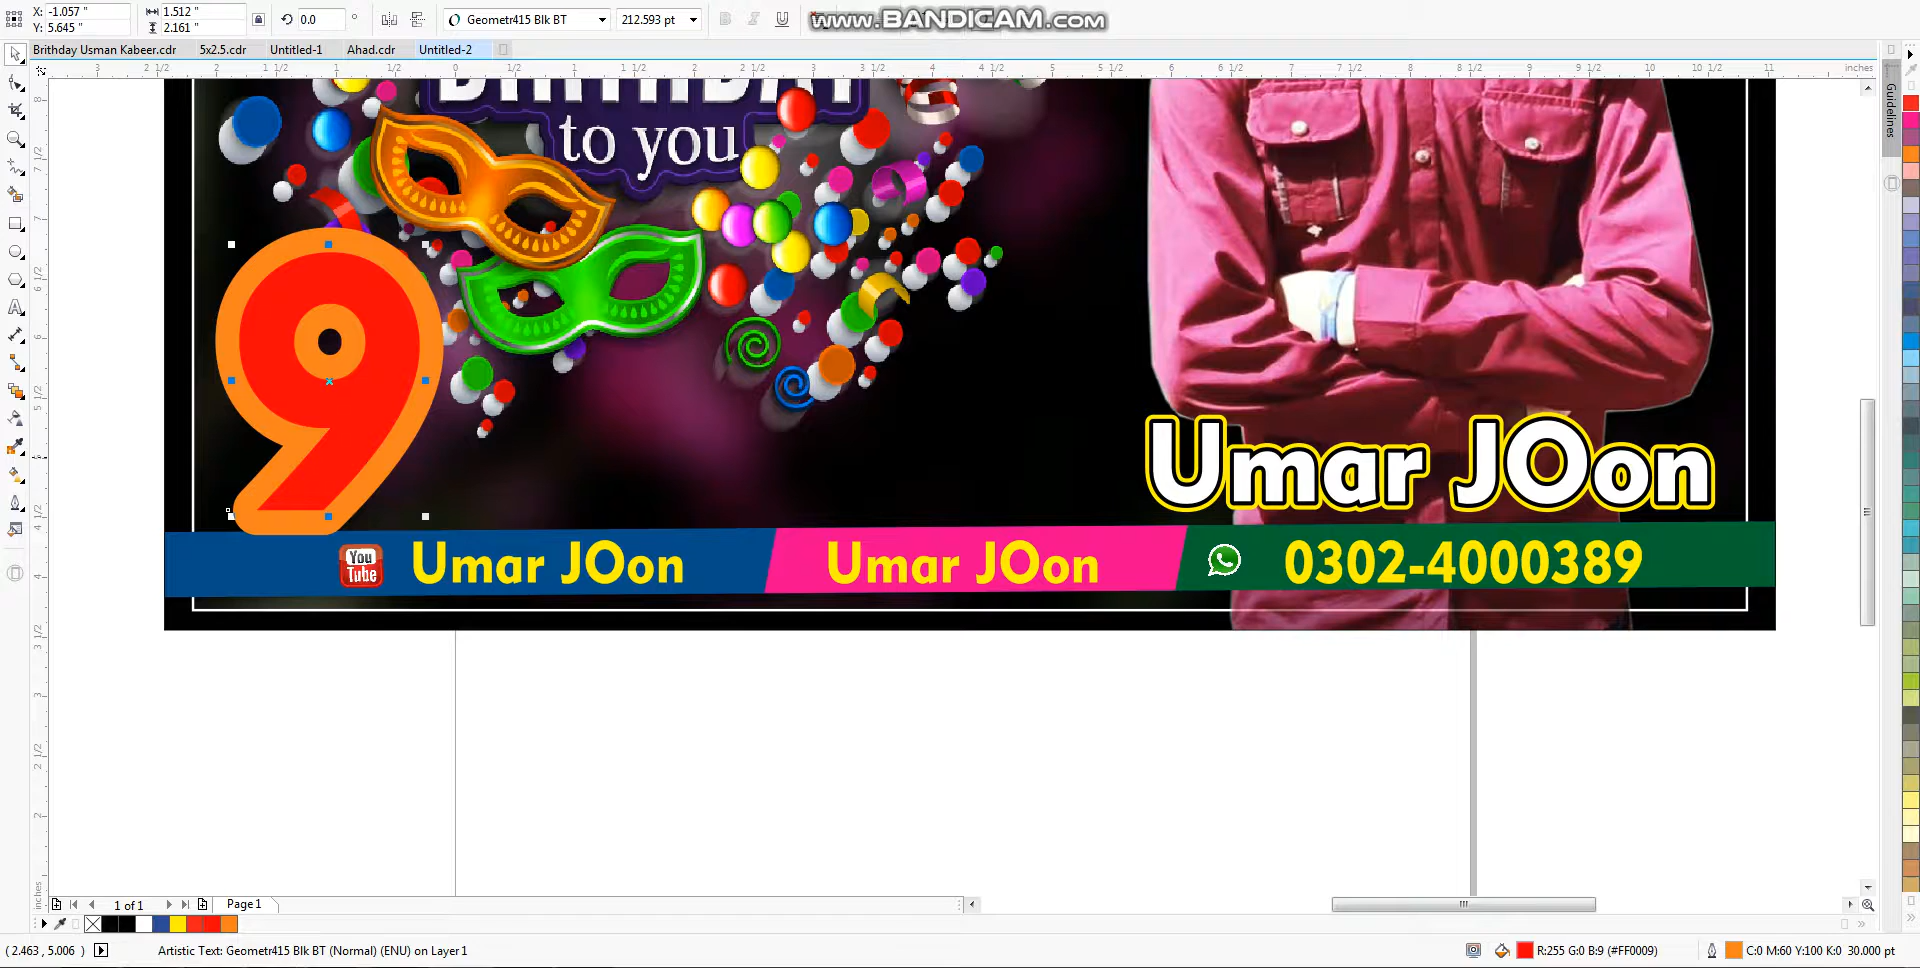 X: -1.057 "
Y: 5.645 "
1.512 "
2.161 "
0.0 °
Geometr415 Blk BT
212.593 pt
www.BANDICAM.com
Brithday Usman Kabeer.cdr
5x2.5.cdr
Untitled-1
Ahad.cdr
Untitled-2
inches
Guidelines
BIRTHDAY
to you
9
Umar JOon
You
Tube
Umar JOon
Umar JOon
0302-4000389
inches
1 of 1
Page 1
( 2.463 , 5.006 )
Artistic Text: Geometr415 Blk BT (Normal) (ENU) on Layer 1
R:255 G:0 B:9 (#FF0009)
C:0 M:60 Y:100 K:0 30.000 pt